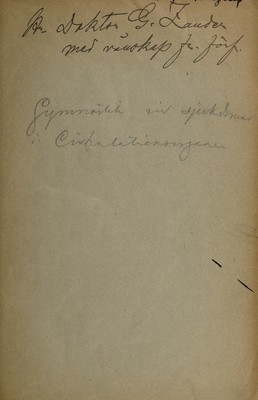 Hr Doktor G. Zander
med vänskap fr. förf.
Gymnastik vid sjukdomar
i Cirkulationsorganen